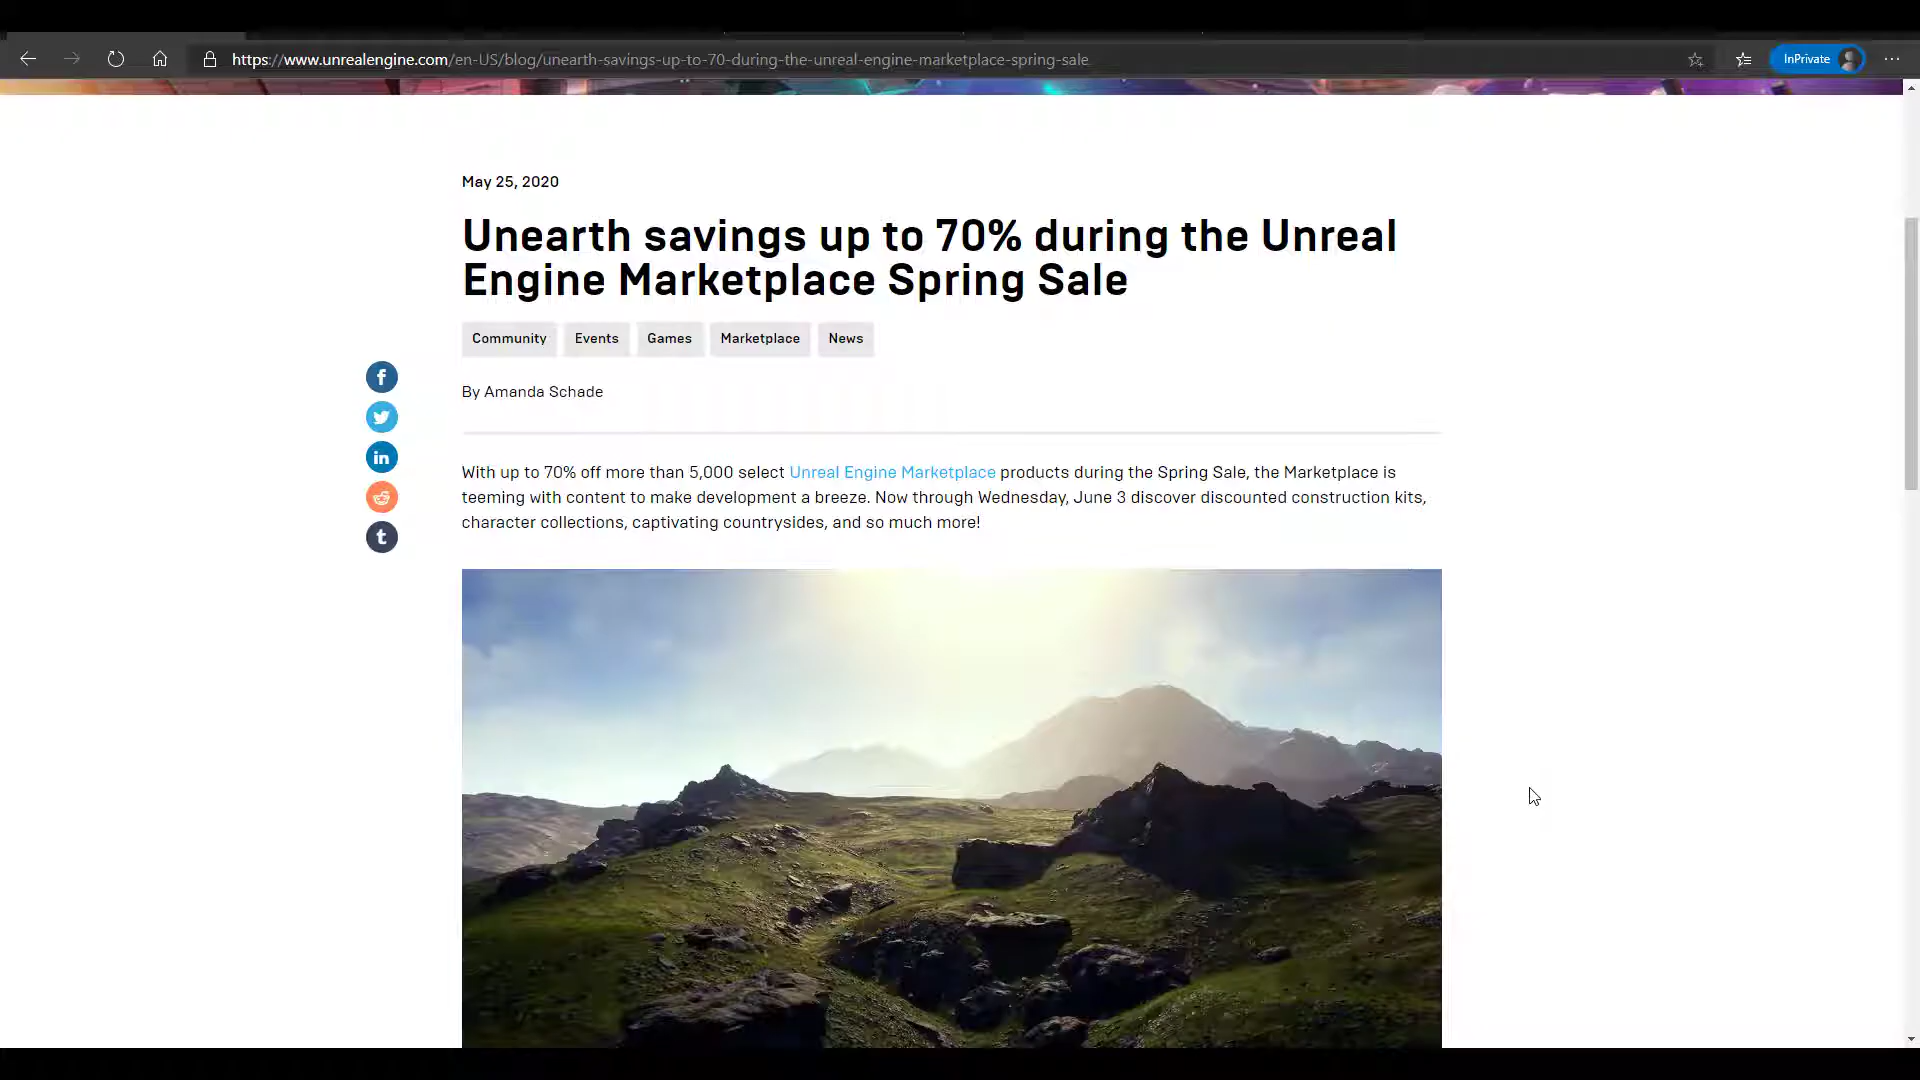 https://www.unrealengine.com/en-US/blog/unearth-savings-up-to-70-during-the-unreal-engine-marketplace-spring-sale
InPrivate
May 25, 2020
Unearth savings up to 70% during the Unreal
Engine Marketplace Spring Sale
Community Events Games Marketplace News
By Amanda Schade
With up to 70% off more than 5,000 select Unreal Engine Marketplace products during the Spring Sale, the Marketplace is
teeming with content to make development a breeze. Now through Wednesday, June 3 discover discounted construction kits,
character collections, captivating countrysides, and so much more!